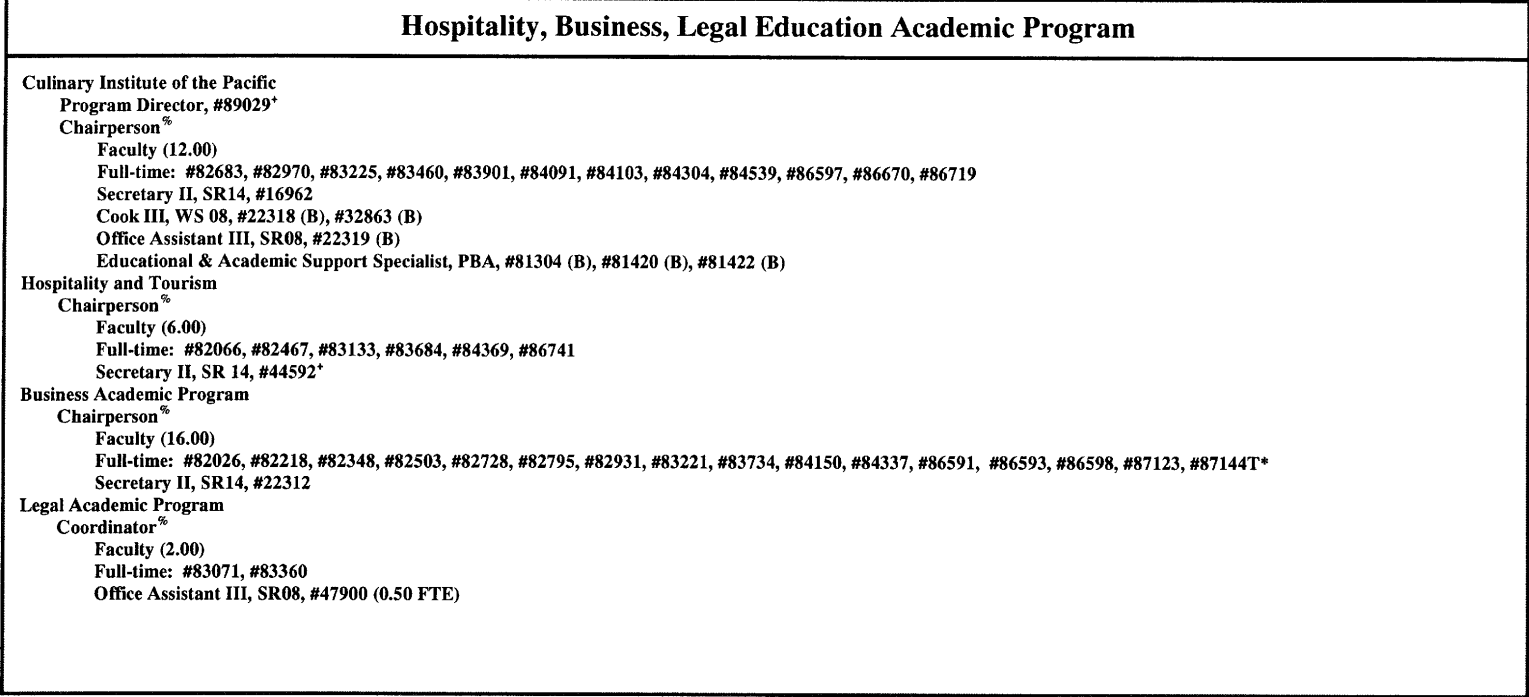 Hospitality, Business, Legal Education Academic Program
Culinary Institute of the Pacific
Program Director, #89029⁺
Chairperson%
Faculty (12.00)
Full-time: #82683, #82970, #83225, #83460, #83901, #84091, #84103, #84304, #84539, #86597, #86670, #86719
Secretary II, SR14, #16962
Cook III, WS 08, #22318 (B), #32863 (B)
Office Assistant III, SR08, #22319 (B)
Educational & Academic Support Specialist, PBA, #81304 (B), #81420 (B), #81422 (B)
Hospitality and Tourism
Chairperson%
Faculty (6.00)
Full-time: #82066, #82467, #83133, #83684, #84369, #86741
Secretary II, SR 14, #44592⁺
Business Academic Program
Chairperson%
Faculty (16.00)
Full-time: #82026, #82218, #82348, #82503, #82728, #82795, #82931, #83221, #83734, #84150, #84337, #86591, #86593, #86598, #87123, #87144T*
Secretary II, SR14, #22312
Legal Academic Program
Coordinator%
Faculty (2.00)
Full-time: #83071, #83360
Office Assistant III, SR08, #47900 (0.50 FTE)